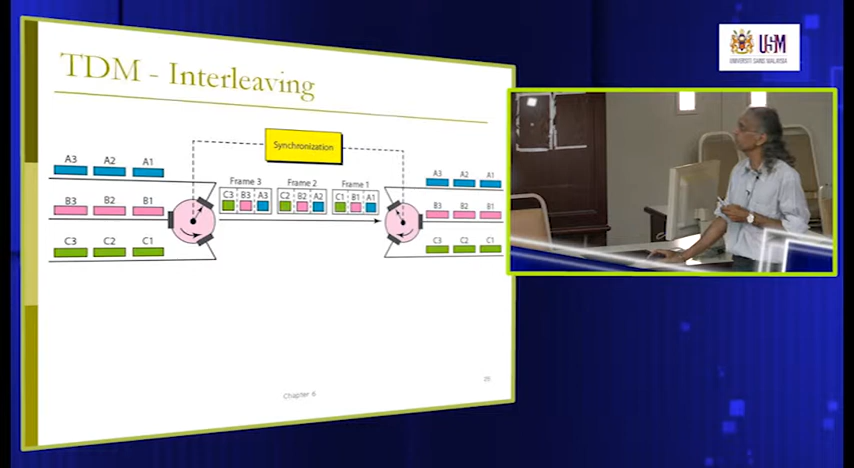 TDM - Interleaving
USM
UNIVERSITI SAINS MALAYSIA
Synchronization
A3 A2 A1
Frame 3 Frame 2 Frame 1
C3 B3 A3 C2 B2 A2 C1 B1 A1
A3 A2 A1
B3 B2 B1
B3 B2 B1
C3 C2 C1
C3 C2 C1
Chapter 6